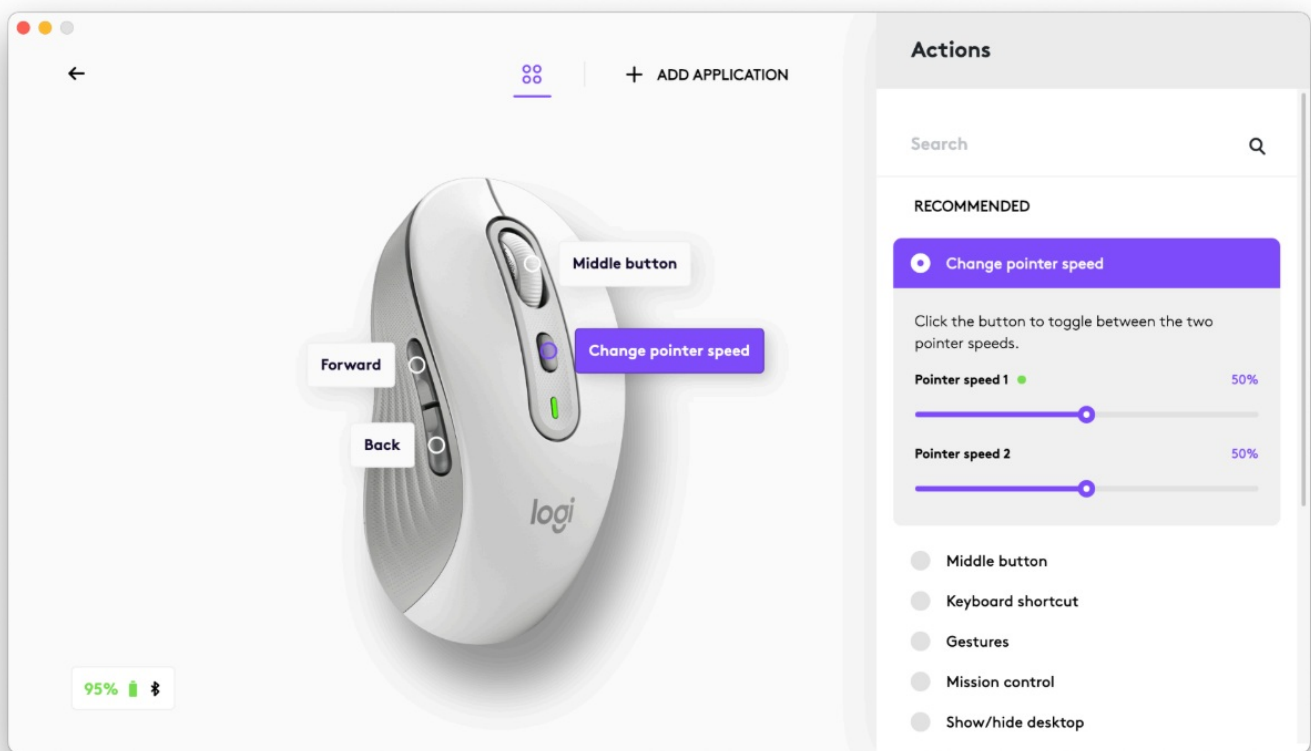 ADD APPLICATION
Middle button
Change pointer speed
Forward
Back
logi
95%
Actions
Search
RECOMMENDED
Change pointer speed
Click the button to toggle between the two
pointer speeds.
Pointer speed 1 50%
Pointer speed 2 50%
Middle button
Keyboard shortcut
Gestures
Mission control
Show/hide desktop